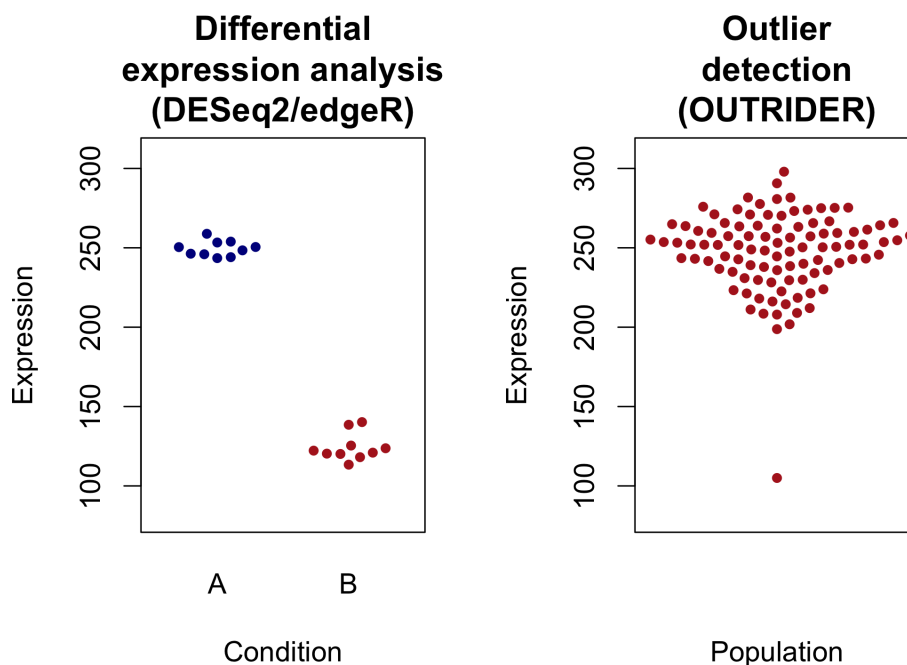 Differential
expression analysis
(DESeq2/edgeR)
300
250
200
150
100
Expression
A B
Condition
Outlier
detection
(OUTRIDER)
300
250
200
150
100
Expression
Population